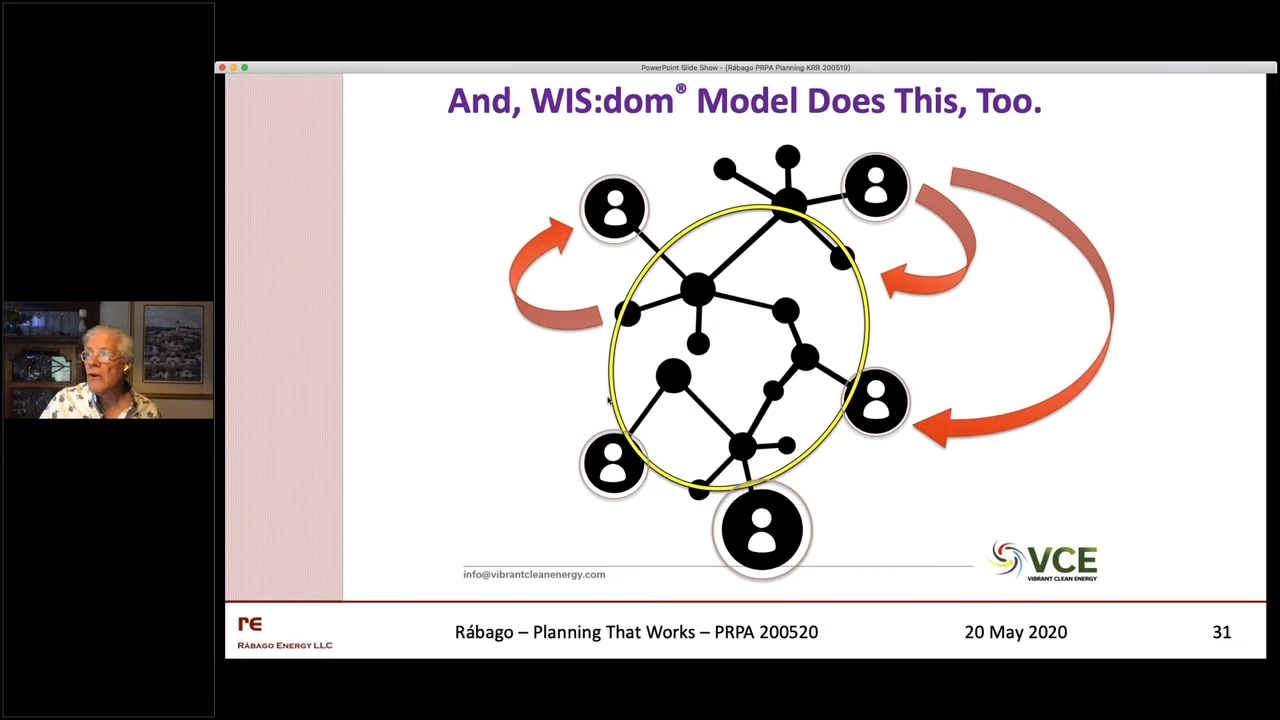 PowerPoint Slide Show - [Rábago PRPA Planning KRR 200519]
And, WIS:dom® Model Does This, Too.
VCE
VIBRANT CLEAN ENERGY
info@vibrantcleanenergy.com
re
RÁBAGO ENERGY LLC
Rábago – Planning That Works – PRPA 200520
20 May 2020
31